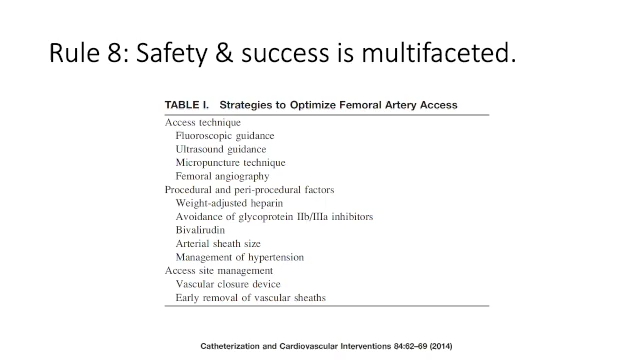 Rule 8: Safety & success is multifaceted.
TABLE I. Strategies to Optimize Femoral Artery Access
Access technique
Fluoroscopic guidance
Ultrasound guidance
Micropuncture technique
Femoral angiography
Procedural and peri-procedural factors
Weight-adjusted heparin
Avoidance of glycoprotein IIb/IIIa inhibitors
Bivalirudin
Arterial sheath size
Management of hypertension
Access site management
Vascular closure device
Early removal of vascular sheaths
Catheterization and Cardiovascular Interventions 84:62–69 (2014)